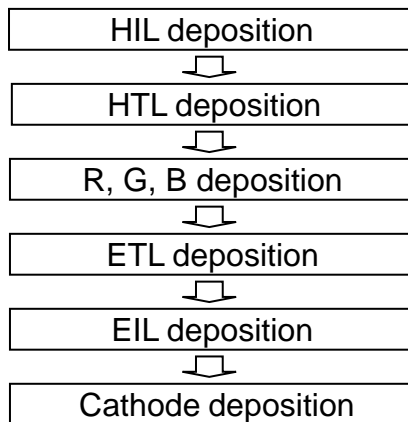 HIL deposition
HTL deposition
R, G, B deposition
ETL deposition
EIL deposition
Cathode deposition